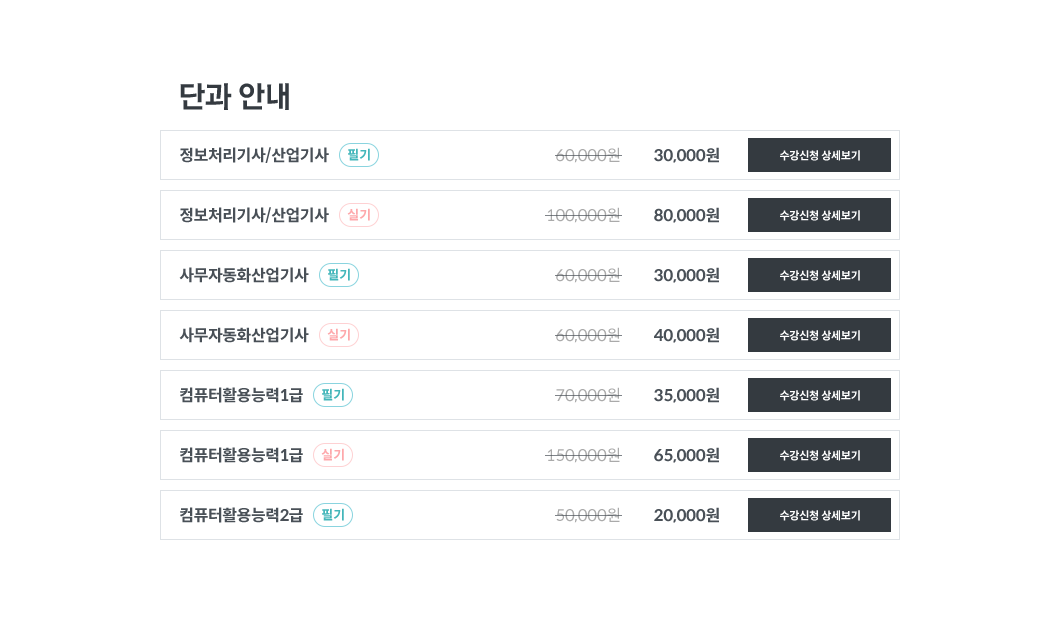 단과 안내
정보처리기사/산업기사 필기 60,000원 30,000원 수강신청 상세보기
정보처리기사/산업기사 실기 100,000원 80,000원 수강신청 상세보기
사무자동화산업기사 필기 60,000원 30,000원 수강신청 상세보기
사무자동화산업기사 실기 60,000원 40,000원 수강신청 상세보기
컴퓨터활용능력1급 필기 70,000원 35,000원 수강신청 상세보기
컴퓨터활용능력1급 실기 150,000원 65,000원 수강신청 상세보기
컴퓨터활용능력2급 필기 50,000원 20,000원 수강신청 상세보기